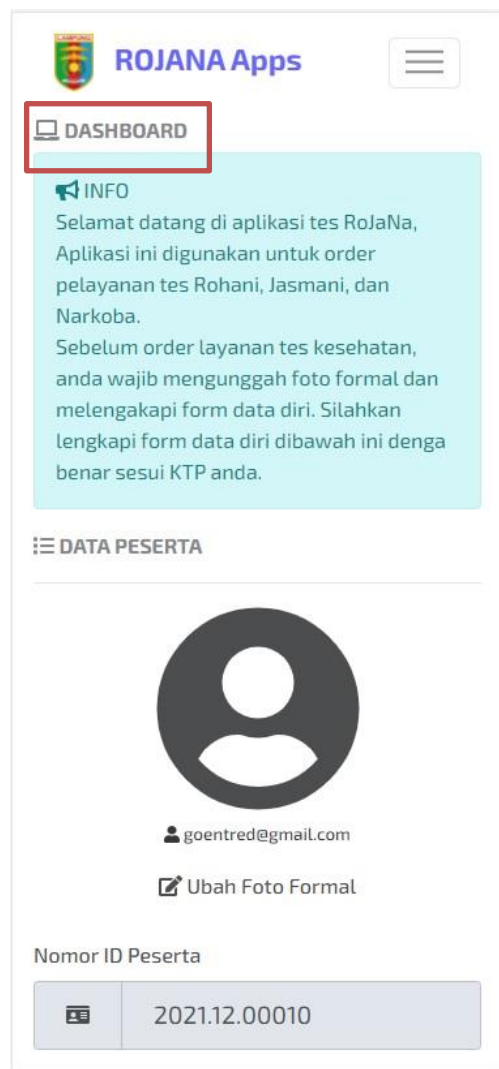 LAMPUNG
ROJANA Apps
DASHBOARD
INFO
Selamat datang di aplikasi tes RoJaNa,
Aplikasi ini digunakan untuk order
pelayanan tes Rohani, Jasmani, dan
Narkoba.
Sebelum order layanan tes kesehatan,
anda wajib mengunggah foto formal dan
melengakapi form data diri. Silahkan
lengkapi form data diri dibawah ini denga
benar sesui KTP anda.
DATA PESERTA
goentred@gmail.com
Ubah Foto Formal
Nomor ID Peserta
2021.12.00010